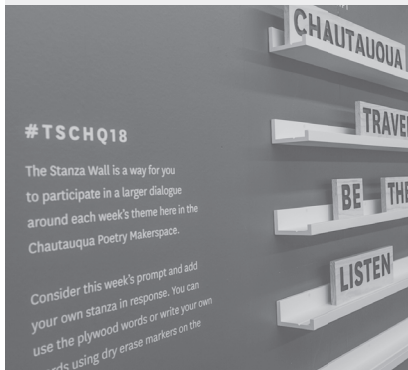 CHAUTAUQUA
#TSCHQ18
The Stanza Wall is a way for you
to participate in a larger dialogue
around each week's theme here in the
Chautauqua Poetry Makerspace.
Consider this week's prompt and add
your own stanza in response. You can
use the plywood words or write your own
using dry erase markers on the
BE THE
LISTEN